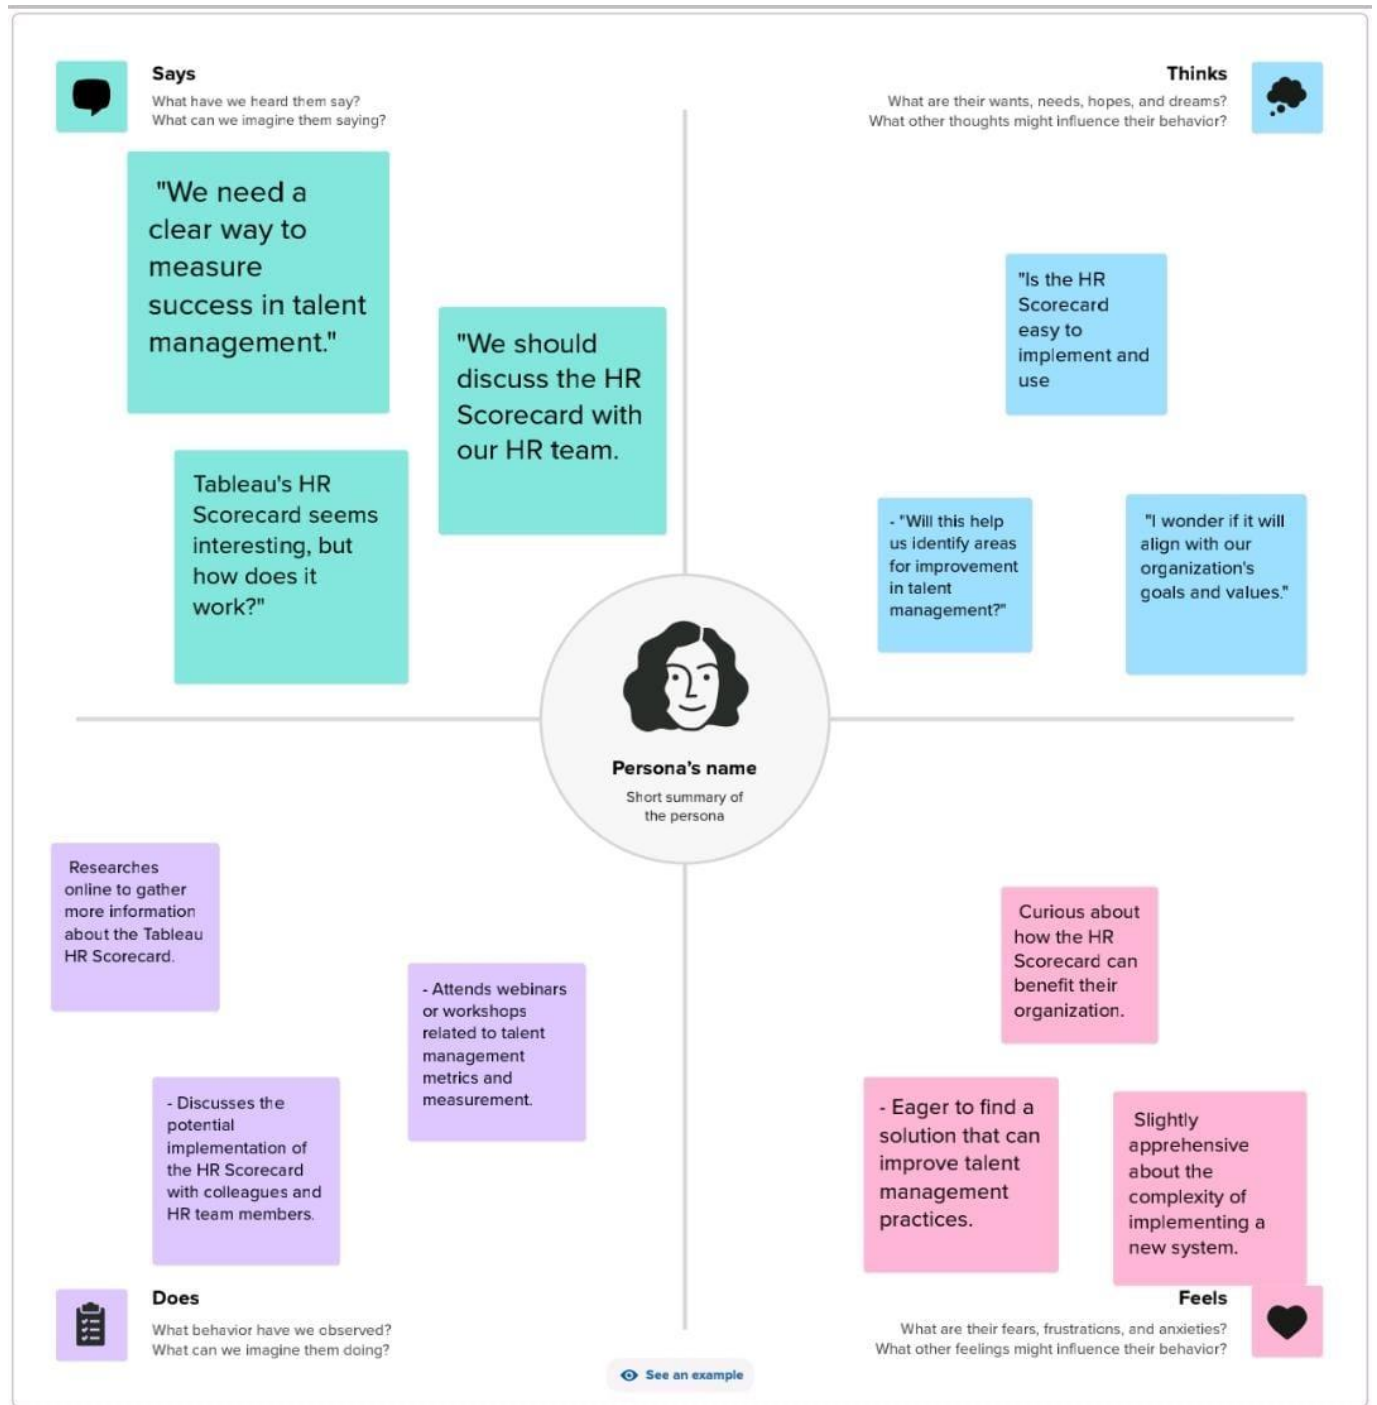 Says
What have we heard them say?
What can we imagine them saying?
"We need a
clear way to
measure
success in talent
management."
"We should
discuss the HR
Scorecard with
our HR team.
Tableau's HR
Scorecard seems
interesting, but
how does it
work?"
Thinks
What are their wants, needs, hopes, and dreams?
What other thoughts might influence their behavior?
"Is the HR
Scorecard
easy to
implement and
use
- "Will this help
us identify areas
for improvement
in talent
management?"
"I wonder if it will
align with our
organization's
goals and values."
Persona's name
Short summary of
the persona
Researches
online to gather
more information
about the Tableau
HR Scorecard.
- Attends webinars
or workshops
related to talent
management
metrics and
measurement.
- Discusses the
potential
implementation of
the HR Scorecard
with colleagues and
HR team members.
Does
What behavior have we observed?
What can we imagine them doing?
Curious about
how the HR
Scorecard can
benefit their
organization.
- Eager to find a
solution that can
improve talent
management
practices.
Slightly
apprehensive
about the
complexity of
implementing a
new system.
Feels
What are their fears, frustrations, and anxieties?
What other feelings might influence their behavior?
See an example